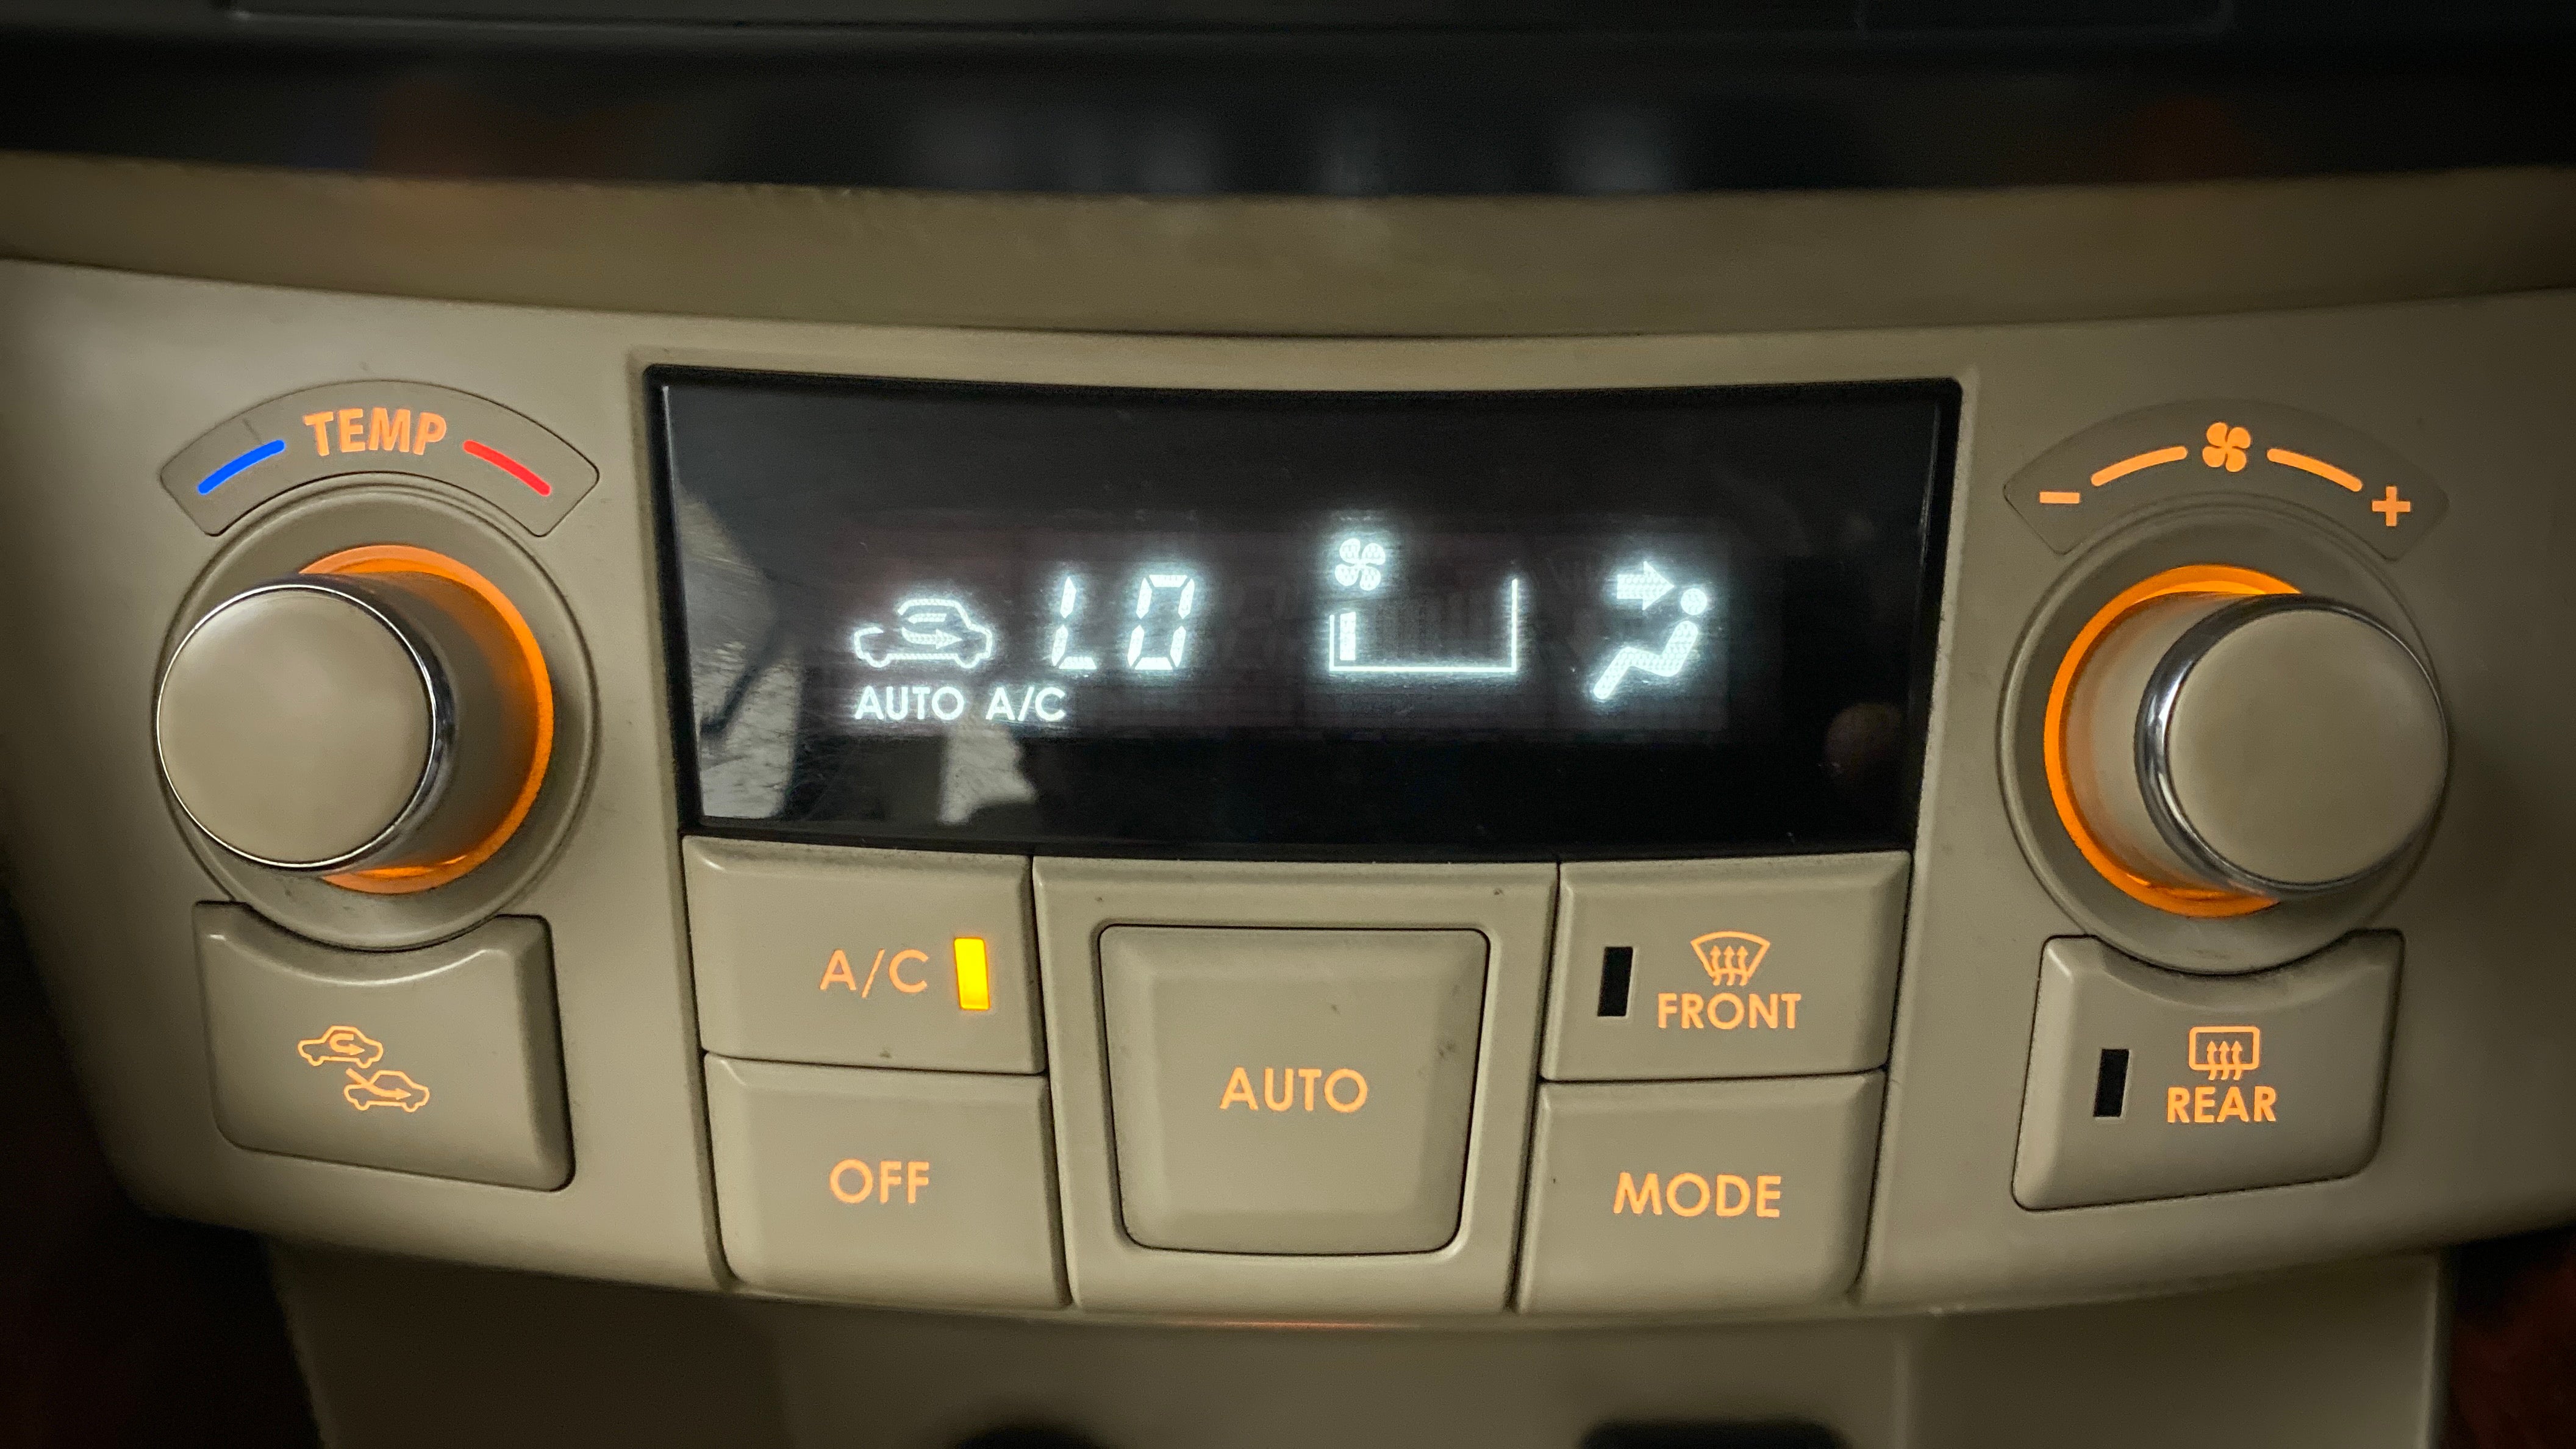 TEMP
LO
AUTO A/C
- +
A/C
FRONT
AUTO
REAR
OFF
MODE